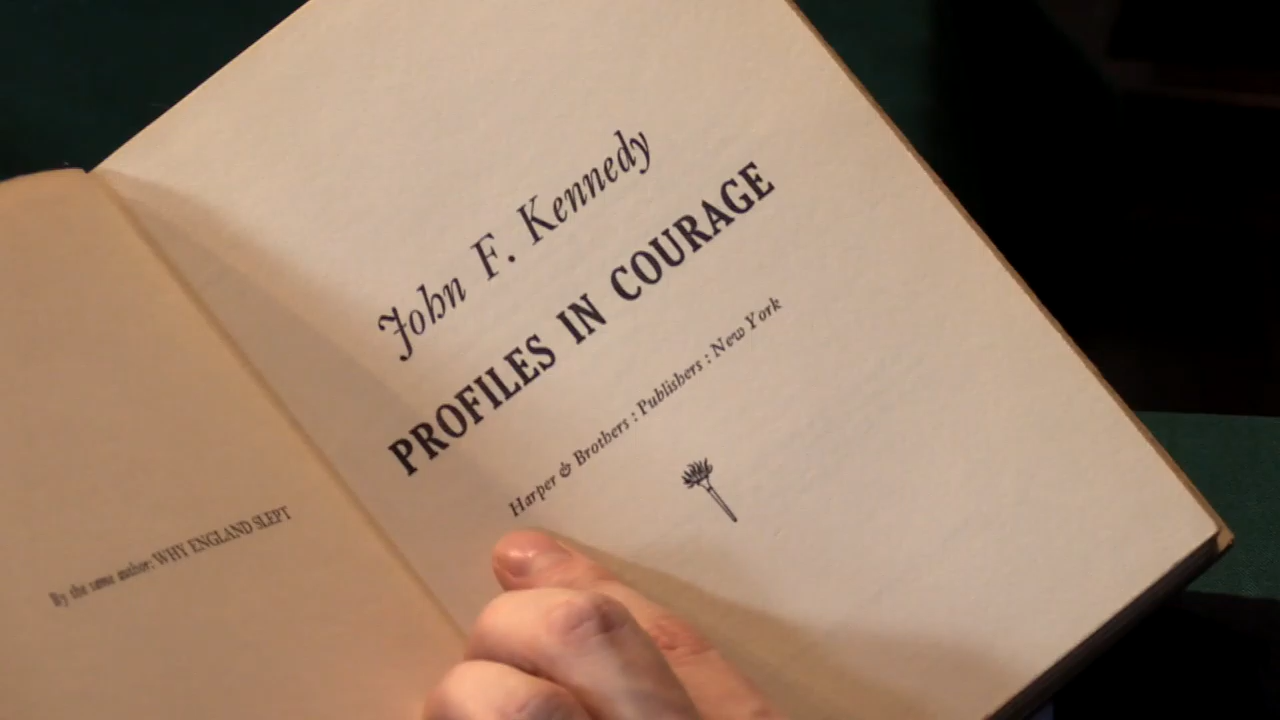 By the same author: WHY ENGLAND SLEPT
John F. Kennedy
PROFILES IN COURAGE
Harper & Brothers : Publishers : New York